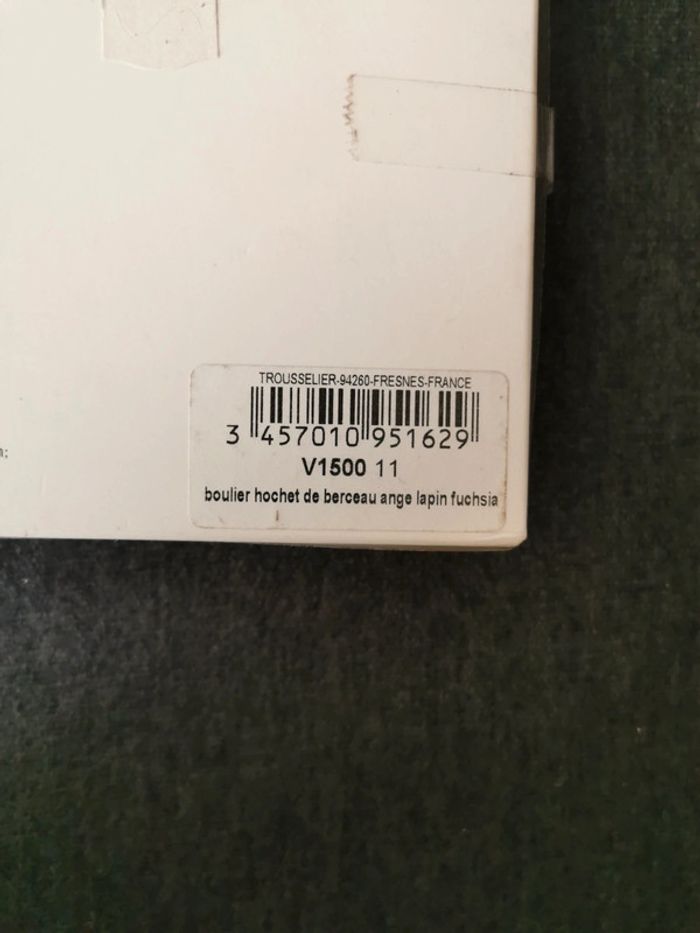 TROUSSELIER-94260-FRESNES-FRANCE
3 457010 951629
V1500 11
boulier hochet de berceau ange lapin fuchsia